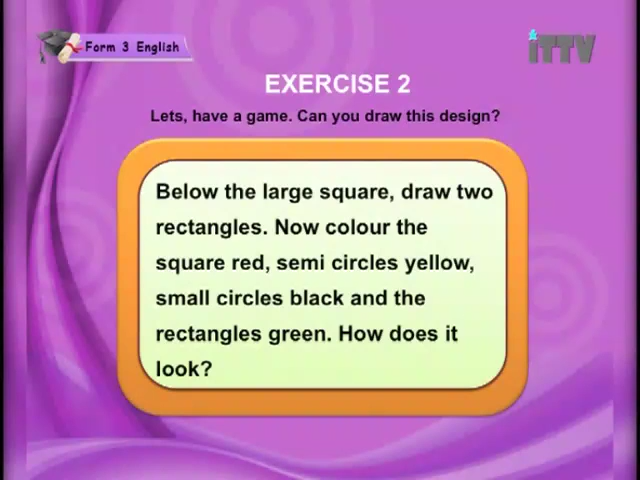 Form 3 English
iTTV
EXERCISE 2
Lets, have a game. Can you draw this design?
Below the large square, draw two
rectangles. Now colour the
square red, semi circles yellow,
small circles black and the
rectangles green. How does it
look?